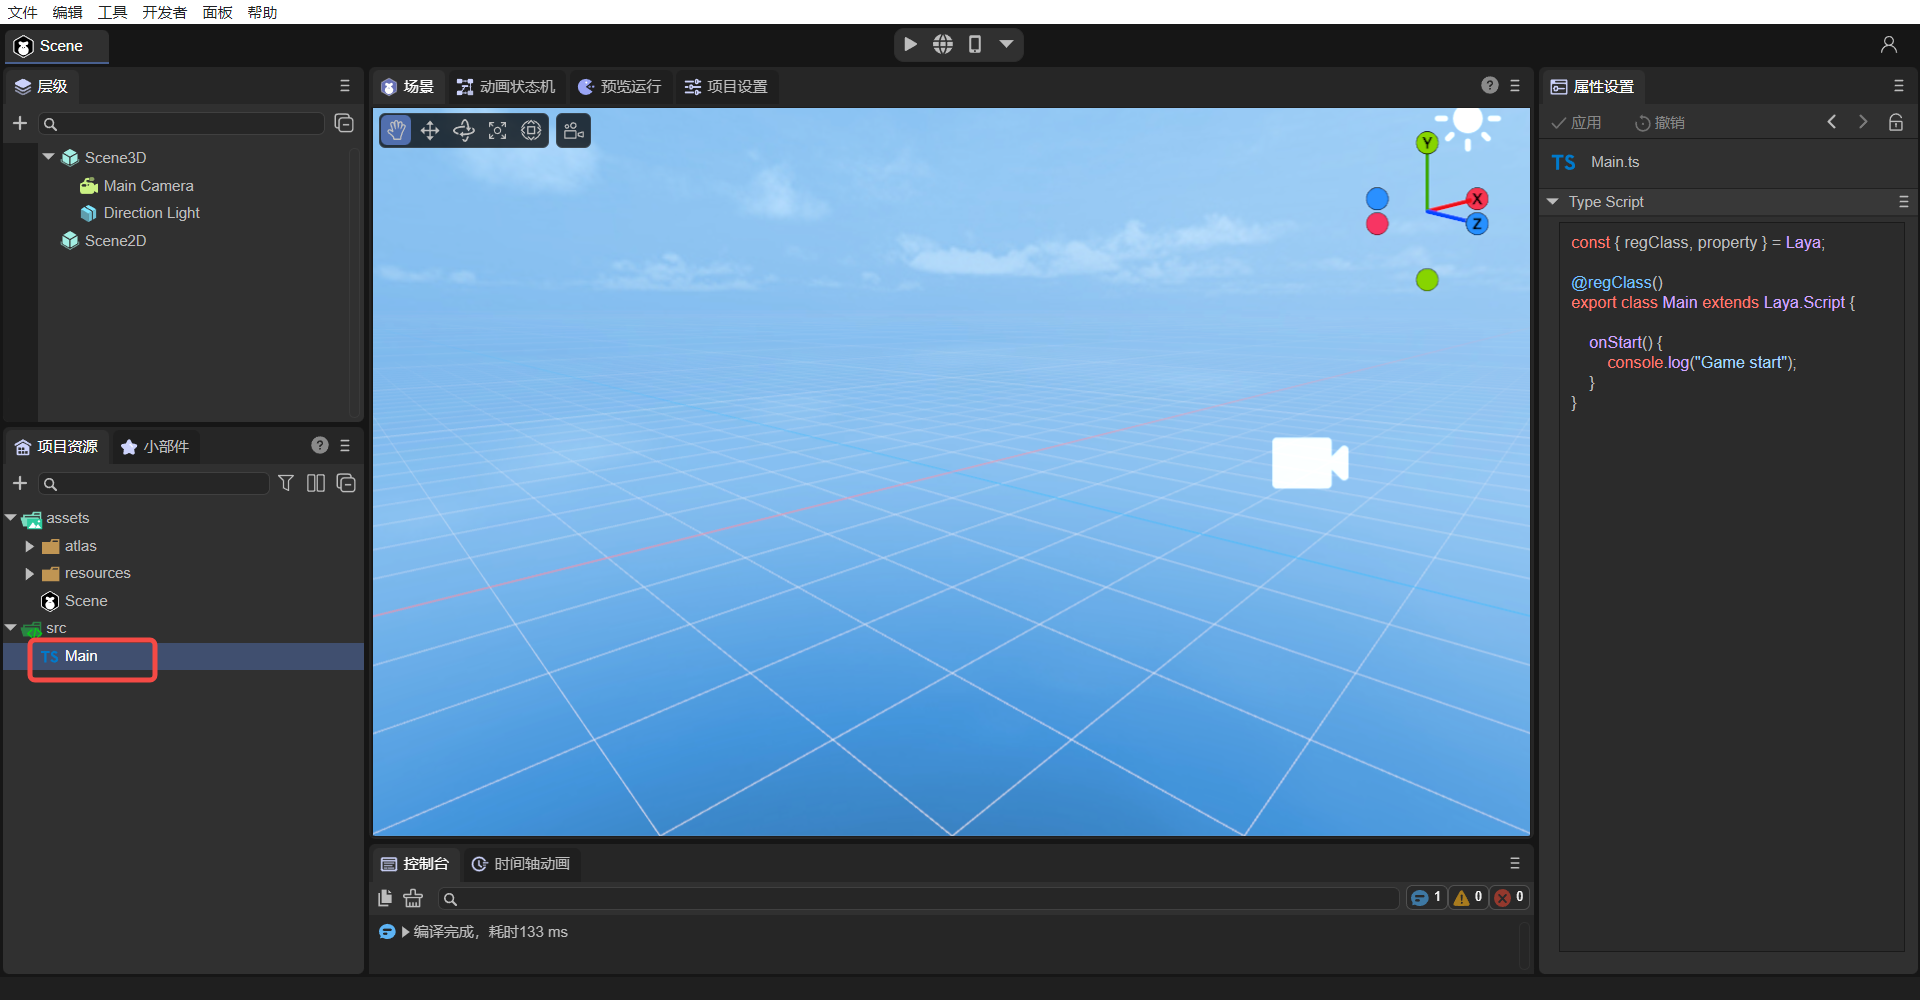 文件 编辑 工具 开发者 面板 帮助
Scene
层级
Scene3D
Main Camera
Direction Light
Scene2D
项目资源 小部件
assets
atlas
resources
Scene
src
TS Main
场景 动画状态机 预览运行 项目设置
Y
X
Z
控制台 时间轴动画
1 0 0
编译完成，耗时133 ms
属性设置
应用 撤销
TS Main.ts
Type Script
const { regClass, property } = Laya;
@regClass()
export class Main extends Laya.Script {
onStart() {
console.log("Game start");
}
}